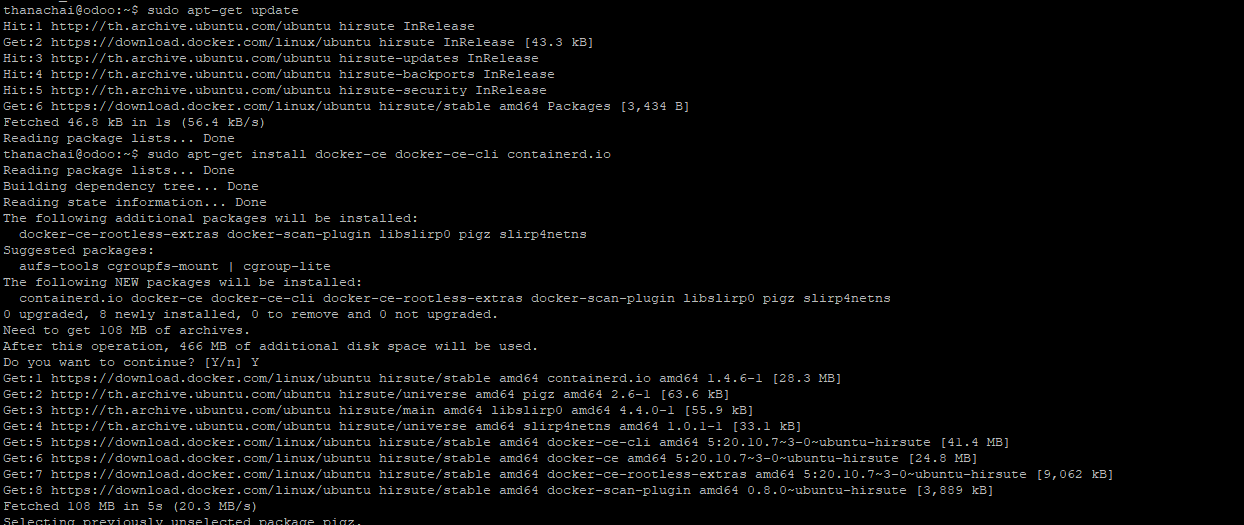 thanachai@odoo:~$ sudo apt-get update
Hit:1 http://th.archive.ubuntu.com/ubuntu hirsute InRelease
Get:2 https://download.docker.com/linux/ubuntu hirsute InRelease [43.3 kB]
Hit:3 http://th.archive.ubuntu.com/ubuntu hirsute-updates InRelease
Hit:4 http://th.archive.ubuntu.com/ubuntu hirsute-backports InRelease
Hit:5 http://th.archive.ubuntu.com/ubuntu hirsute-security InRelease
Get:6 https://download.docker.com/linux/ubuntu hirsute/stable amd64 Packages [3,434 B]
Fetched 46.8 kB in 1s (56.4 kB/s)
Reading package lists... Done
thanachai@odoo:~$ sudo apt-get install docker-ce docker-ce-cli containerd.io
Reading package lists... Done
Building dependency tree... Done
Reading state information... Done
The following additional packages will be installed:
  docker-ce-rootless-extras docker-scan-plugin libslirp0 pigz slirp4netns
Suggested packages:
  aufs-tools cgroupfs-mount | cgroup-lite
The following NEW packages will be installed:
  containerd.io docker-ce docker-ce-cli docker-ce-rootless-extras docker-scan-plugin libslirp0 pigz slirp4netns
0 upgraded, 8 newly installed, 0 to remove and 0 not upgraded.
Need to get 108 MB of archives.
After this operation, 466 MB of additional disk space will be used.
Do you want to continue? [Y/n] Y
Get:1 https://download.docker.com/linux/ubuntu hirsute/stable amd64 containerd.io amd64 1.4.6-1 [28.3 MB]
Get:2 http://th.archive.ubuntu.com/ubuntu hirsute/universe amd64 pigz amd64 2.6-1 [63.6 kB]
Get:3 http://th.archive.ubuntu.com/ubuntu hirsute/main amd64 libslirp0 amd64 4.4.0-1 [55.9 kB]
Get:4 http://th.archive.ubuntu.com/ubuntu hirsute/universe amd64 slirp4netns amd64 1.0.1-1 [33.1 kB]
Get:5 https://download.docker.com/linux/ubuntu hirsute/stable amd64 docker-ce-cli amd64 5:20.10.7~3-0~ubuntu-hirsute [41.4 MB]
Get:6 https://download.docker.com/linux/ubuntu hirsute/stable amd64 docker-ce amd64 5:20.10.7~3-0~ubuntu-hirsute [24.8 MB]
Get:7 https://download.docker.com/linux/ubuntu hirsute/stable amd64 docker-ce-rootless-extras amd64 5:20.10.7~3-0~ubuntu-hirsute [9,062 kB]
Get:8 https://download.docker.com/linux/ubuntu hirsute/stable amd64 docker-scan-plugin amd64 0.8.0~ubuntu-hirsute [3,889 kB]
Fetched 108 MB in 5s (20.3 MB/s)
Selecting previously unselected package pigz.